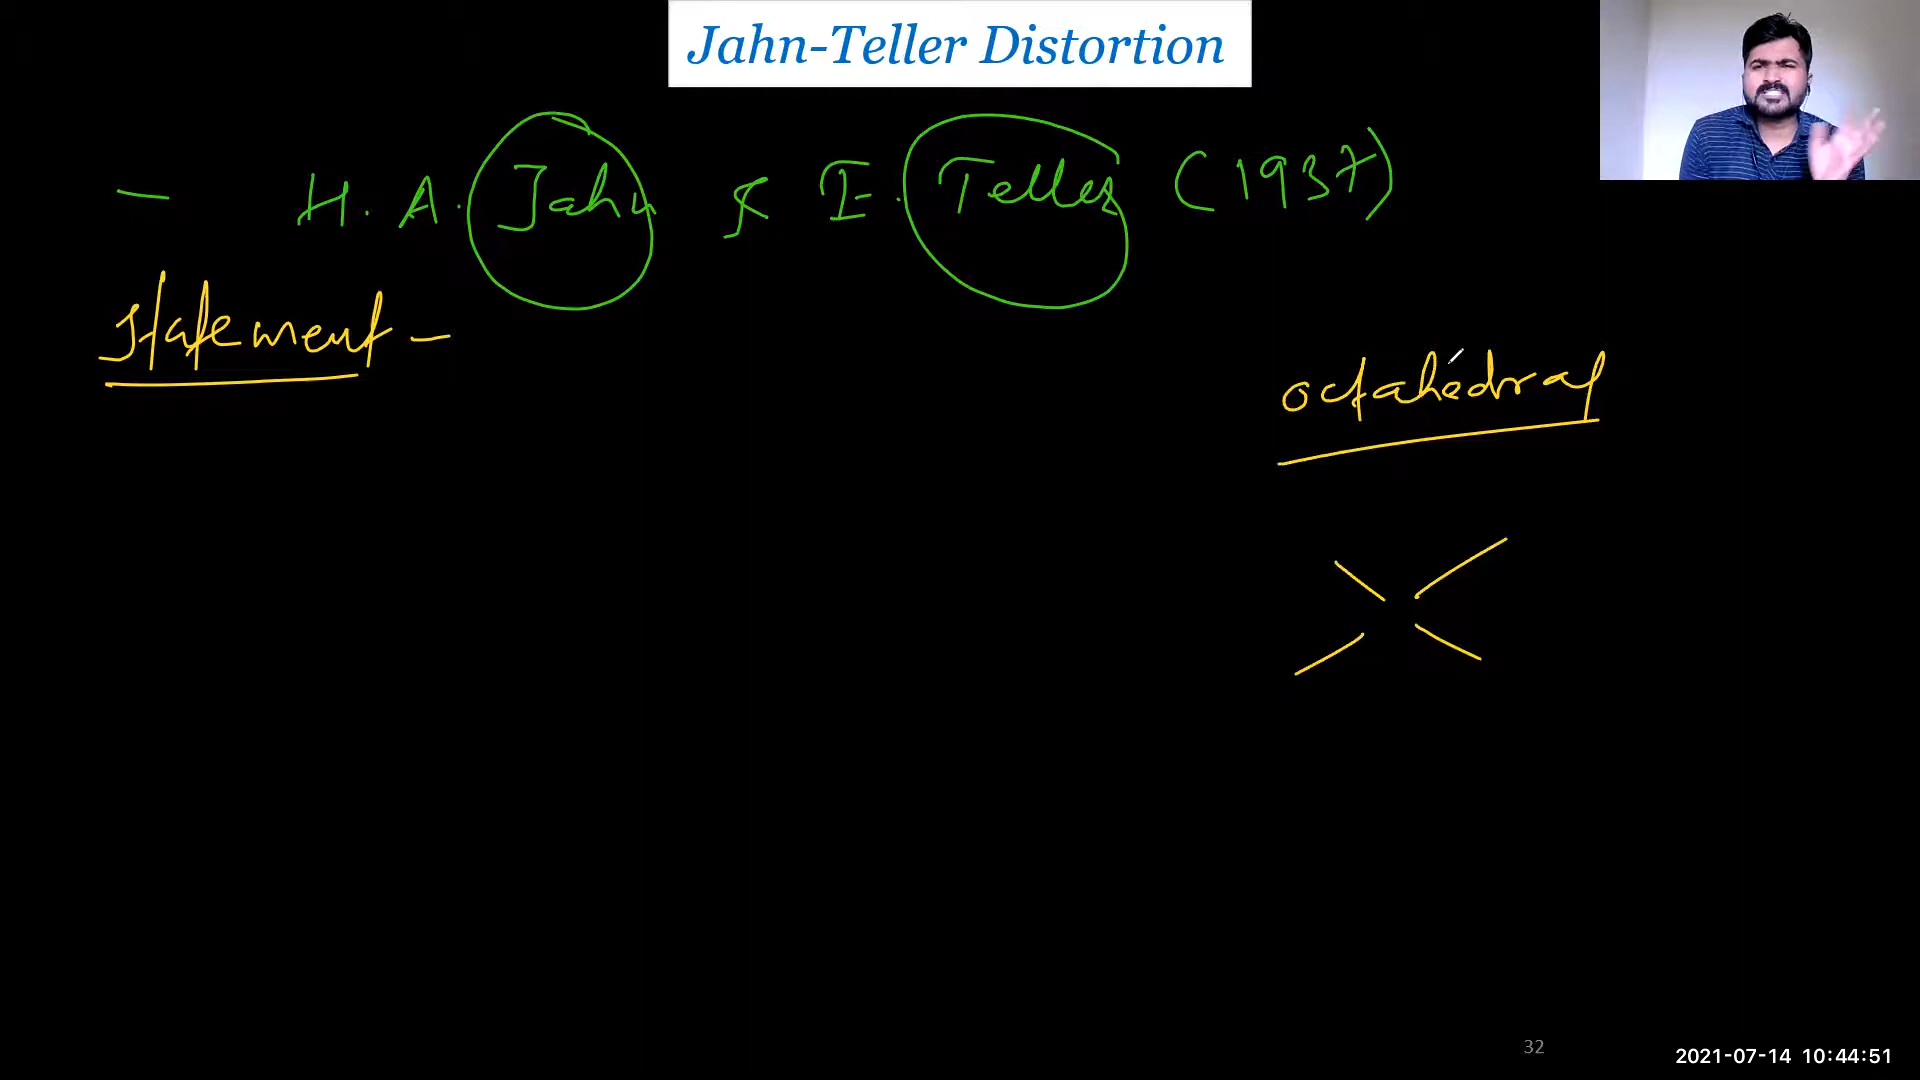 Jahn-Teller Distortion
– H. A. Jahn & E. Teller (1937)
Statement –
octahedral
32
2021-07-14 10:44:51